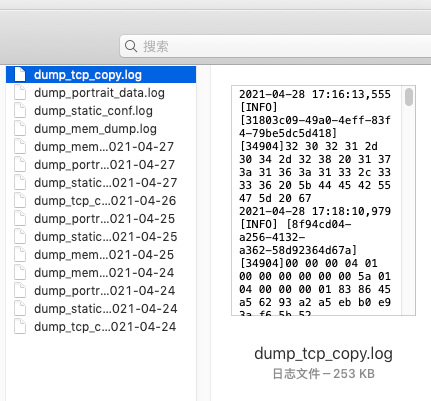 搜索
dump_tcp_copy.log
dump_portrait_data.log
dump_static_conf.log
dump_mem_dump.log
dump_mem...021-04-27
dump_portr...021-04-27
dump_static...021-04-27
dump_tcp_c...021-04-26
dump_portr...021-04-25
dump_static...021-04-25
dump_mem...021-04-25
dump_mem...021-04-24
dump_portr...021-04-24
dump_static...021-04-24
dump_tcp_c...021-04-24
2021-04-28 17:16:13,555
[INFO]
[31803c09-49a0-4eff-83f
4-79be5dc5d418]
[34904]32 30 32 31 2d
30 34 2d 32 38 20 31 37
3a 31 36 3a 31 33 2c 33
33 36 20 5b 44 45 42 55
47 5d 20 67
2021-04-28 17:18:10,979
[INFO] [8f94cd04-
a256-4132-
a362-58d92364d67a]
[34904]00 00 00 04 01
00 00 00 00 00 00 5a 01
04 00 00 00 01 83 86 45
a5 62 93 a2 a5 eb b0 e9
3a f6 5b 52
dump_tcp_copy.log
日志文件－253 KB